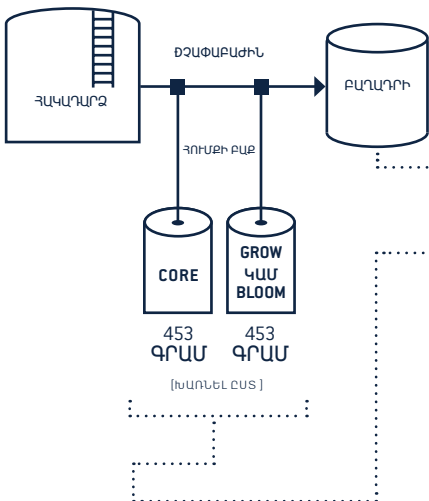 ԾՉԱՓԱԲԱԺԻՆ
ՀԱԿԱԴԱՐՁ
ԲԱՂԱԴՐԻ
ՀՈՒՄՔԻ ԲԱՔ
CORE
GROW
ԿԱՄ
BLOOM
453
ԳՐԱՄ
453
ԳՐԱՄ
[ԽԱՌՆԵԼ ԸՍՏ ]